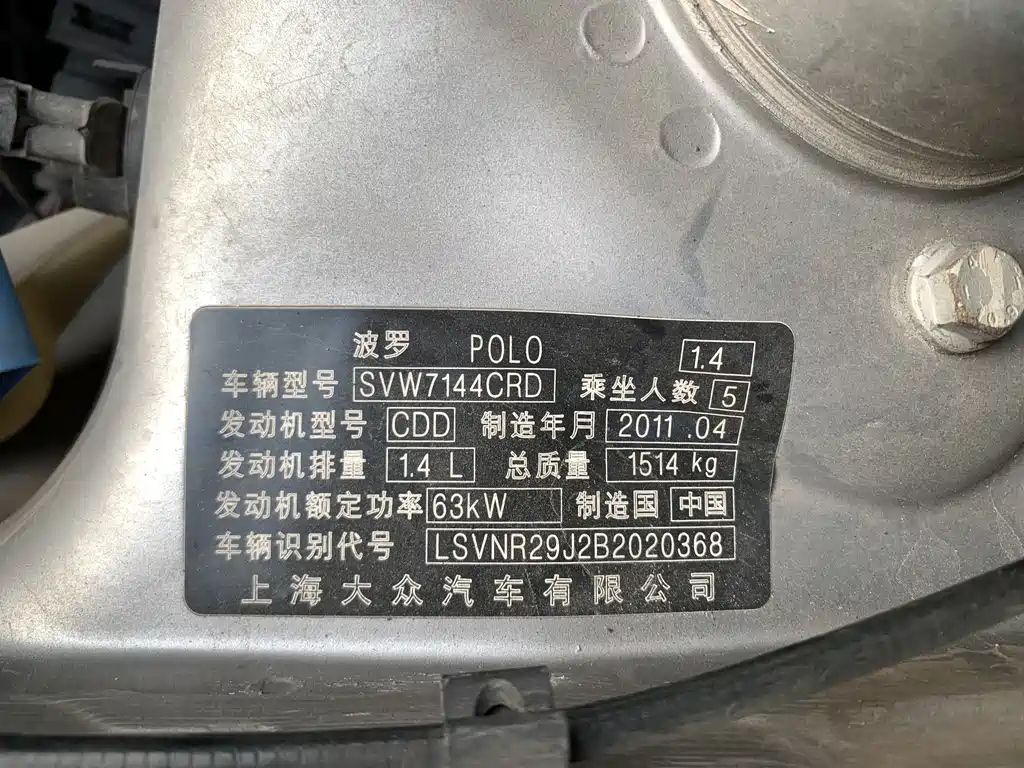 波罗 POLO 1.4
车辆型号 SVW7144CRD 乘坐人数 5
发动机型号 CDD 制造年月 2011.04
发动机排量 1.4 L 总质量 1514 kg
发动机额定功率 63kW 制造国 中国
车辆识别代号 LSVNR29J2B2020368
上海大众汽车有限公司